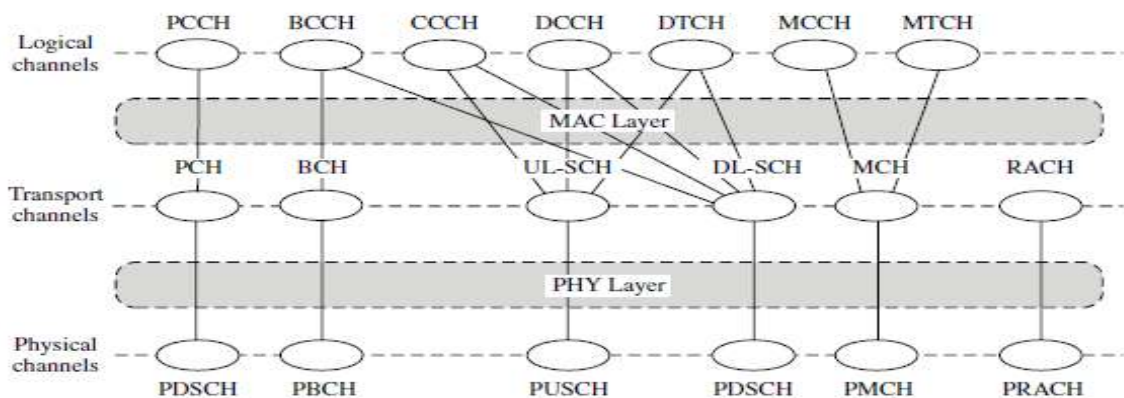 PCCH BCCH CCCH DCCH DTCH MCCH MTCH
Logical
channels
MAC Layer
PCH BCH UL-SCH DL-SCH MCH RACH
Transport
channels
PHY Layer
Physical
channels
PDSCH PBCH PUSCH PDSCH PMCH PRACH